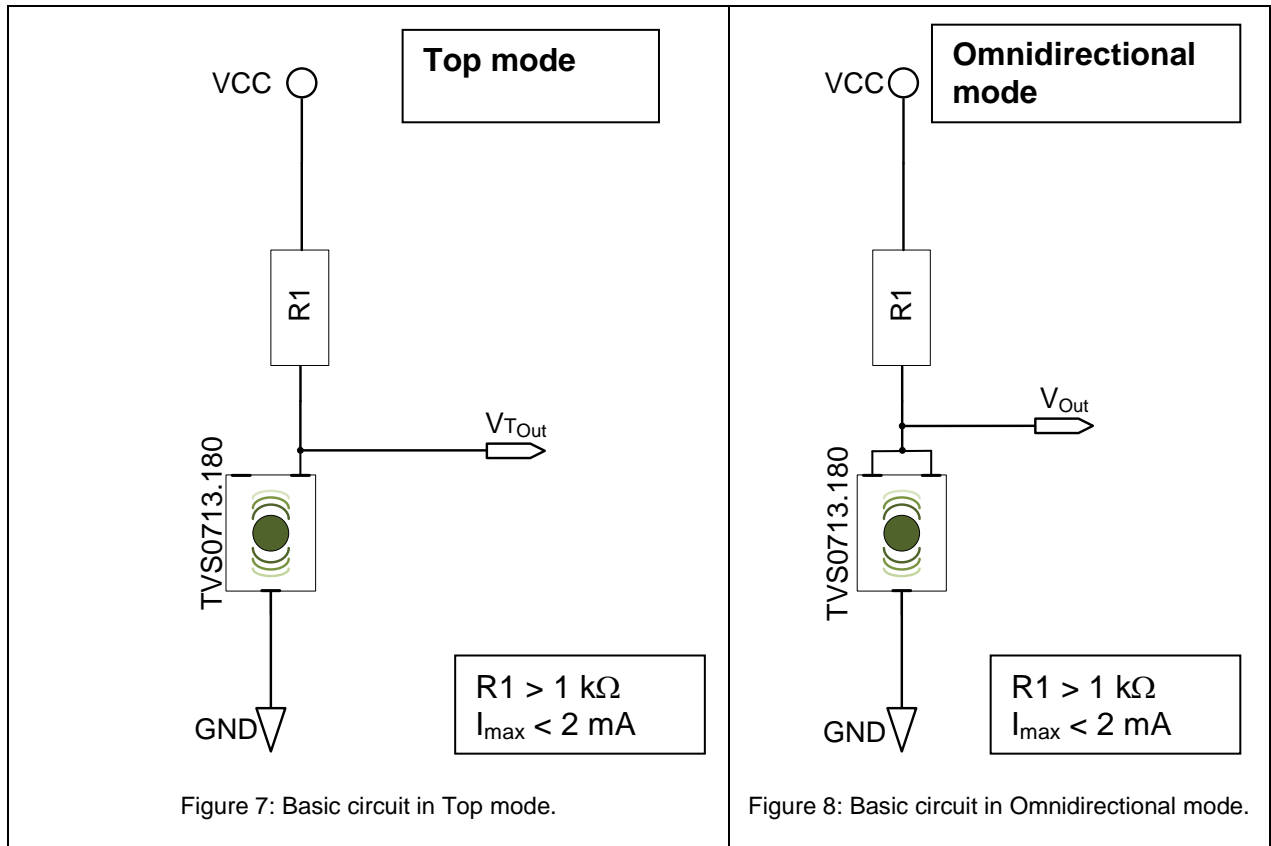 Top mode
VCC
R1
V_TOut
TVS0713.180
GND
R1 > 1 kΩ
I_max < 2 mA
Figure 7: Basic circuit in Top mode.
Omnidirectional
mode
VCC
R1
V_Out
TVS0713.180
GND
R1 > 1 kΩ
I_max < 2 mA
Figure 8: Basic circuit in Omnidirectional mode.